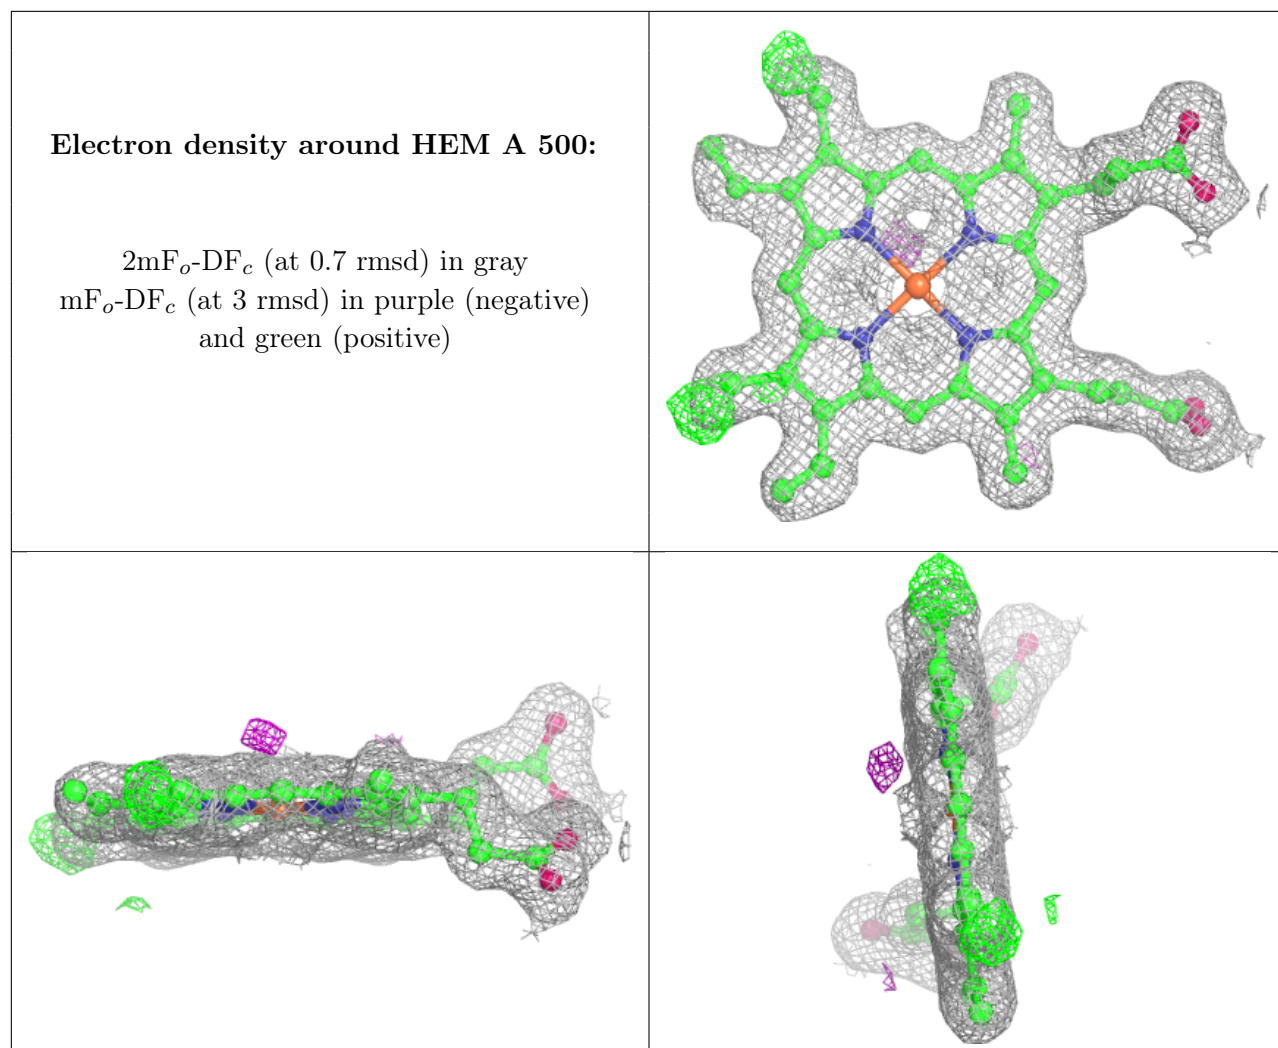 Electron density around HEM A 500:
2mFₒ-DF𝒸 (at 0.7 rmsd) in gray
mFₒ-DF𝒸 (at 3 rmsd) in purple (negative)
and green (positive)